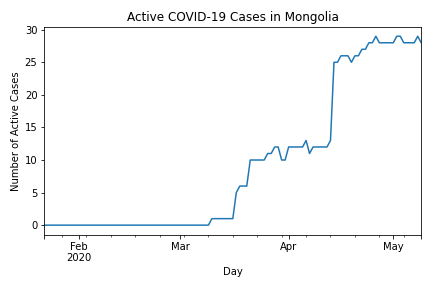 Active COVID-19 Cases in Mongolia
Number of Active Cases
30
25
20
15
10
5
0
Feb
2020
Mar
Apr
May
Day